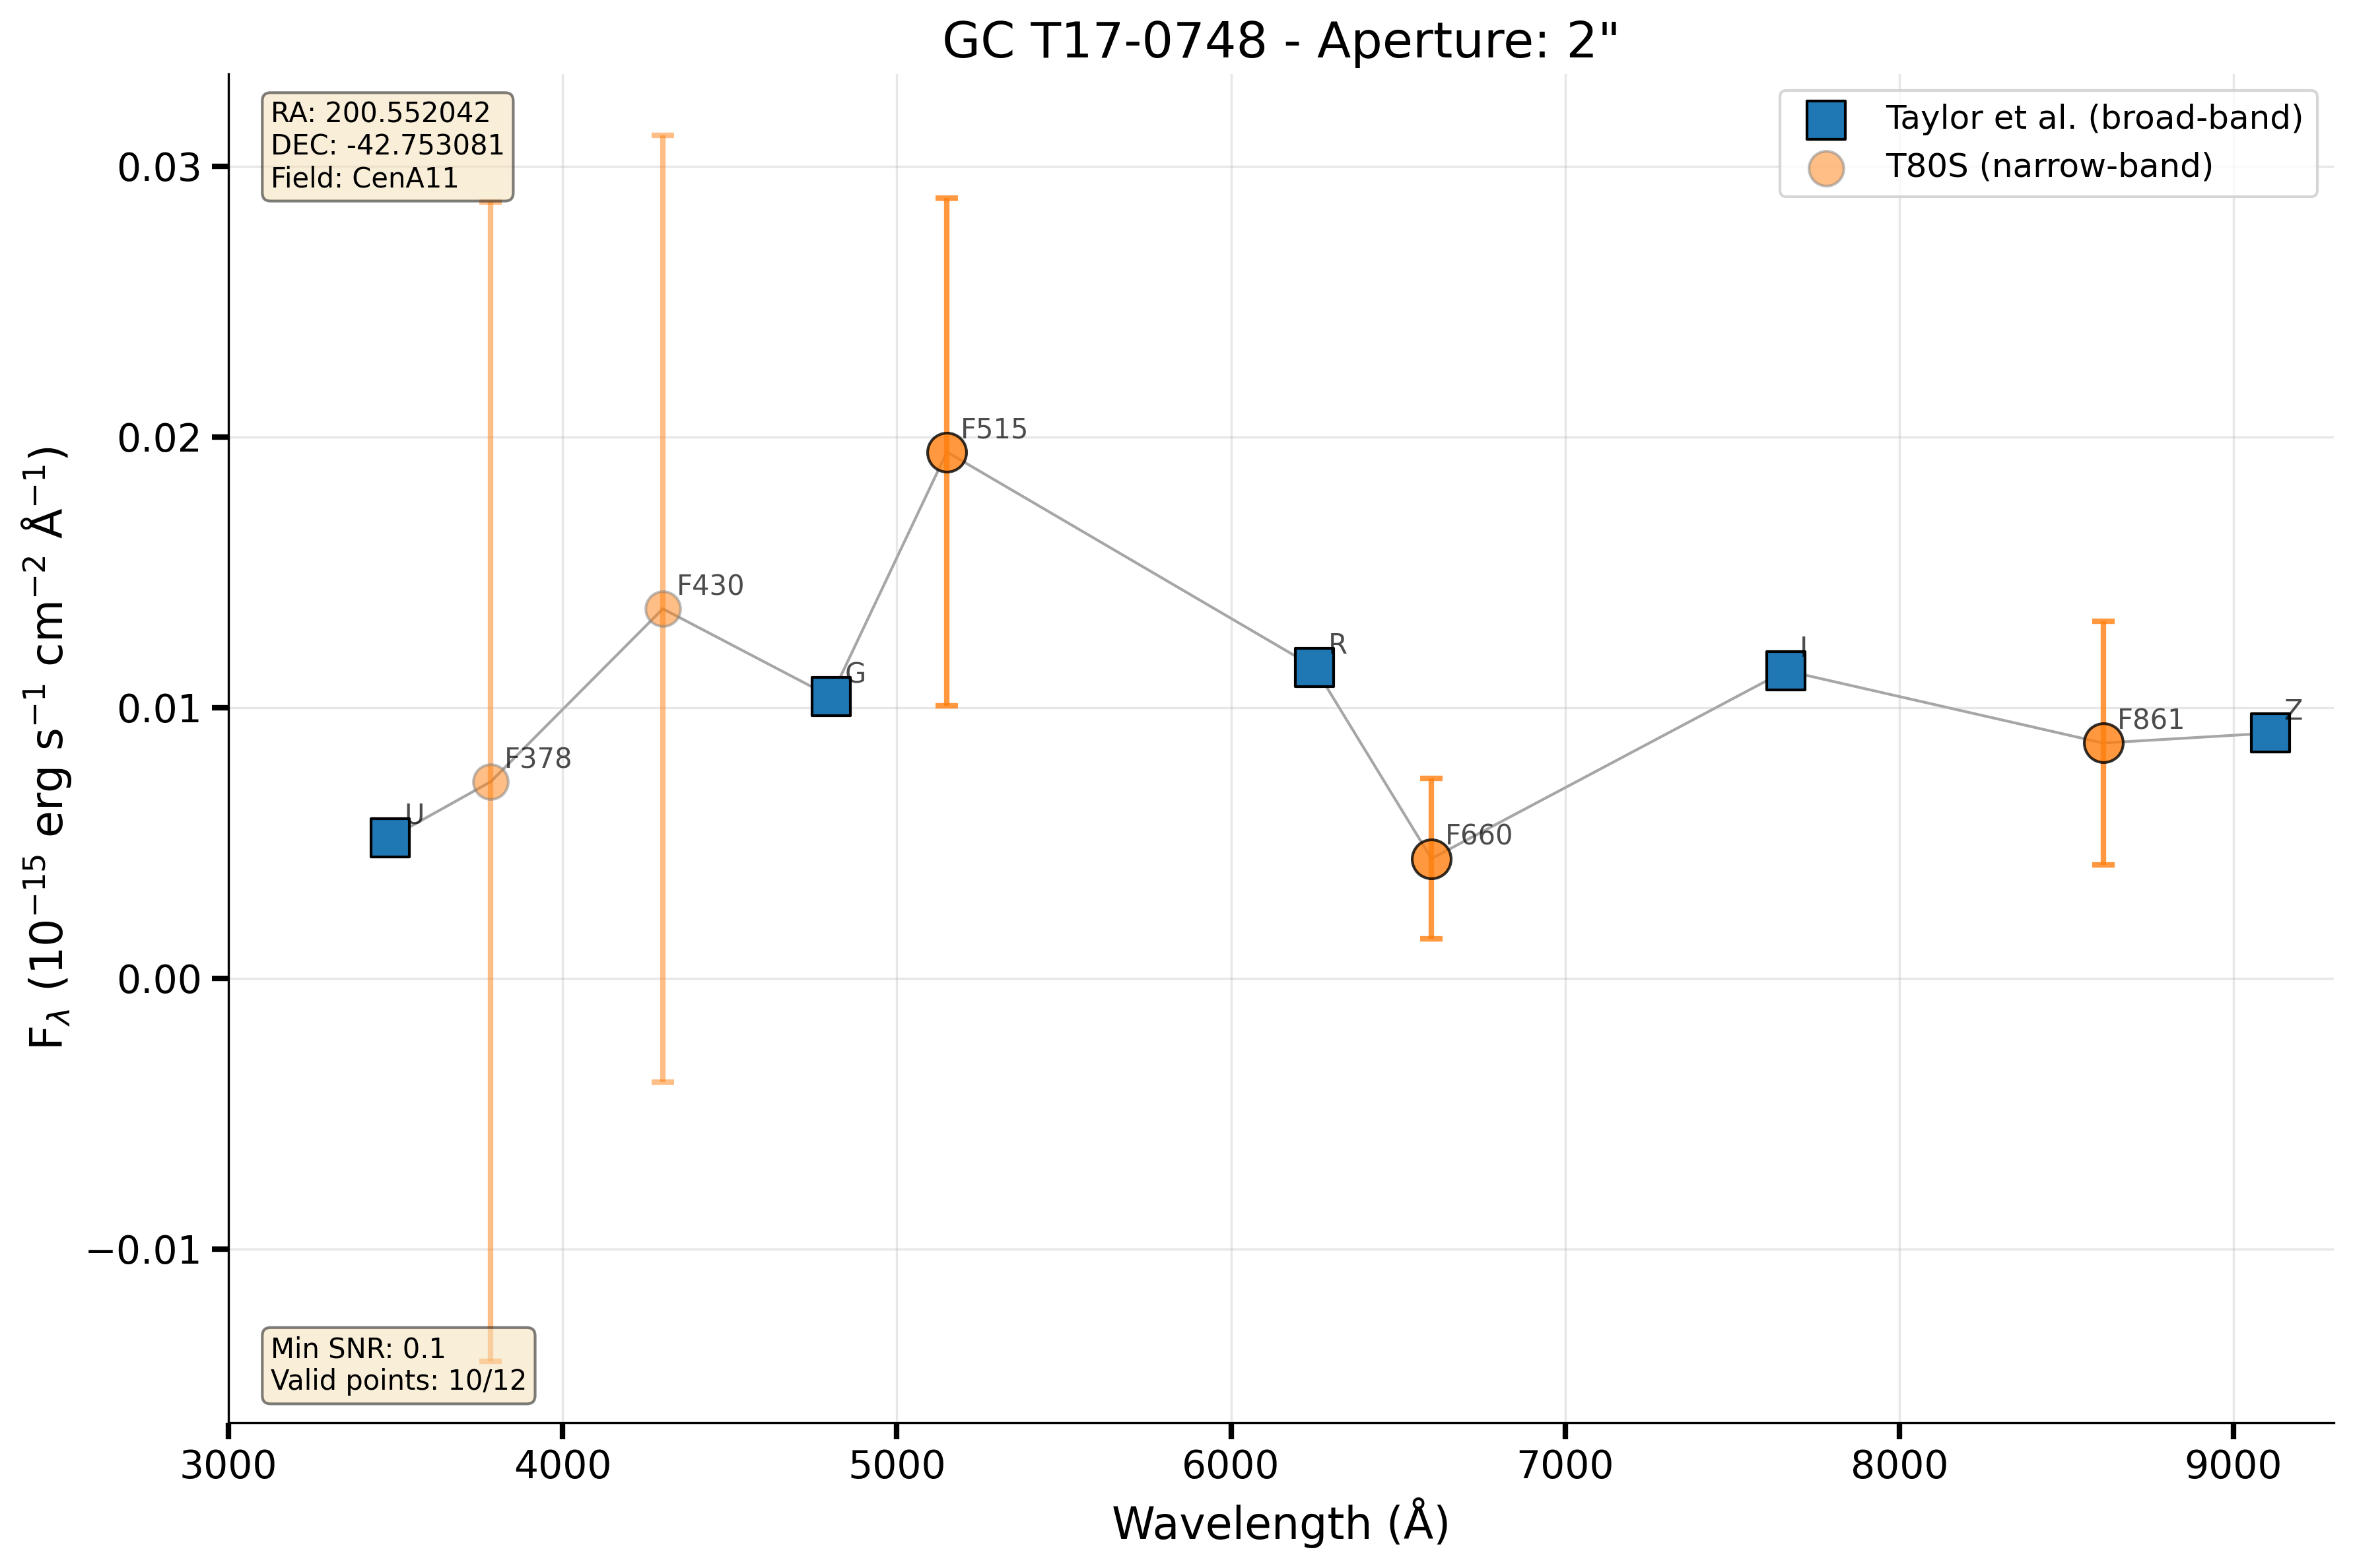 GC T17-0748 - Aperture: 2"
RA: 200.552042
DEC: -42.753081
Field: CenA11
Taylor et al. (broad-band)
T80S (narrow-band)
0.03
0.02
0.01
0.00
−0.01
F515
F430
R
I
G
Z
F861
F378
U
F660
Min SNR: 0.1
Valid points: 10/12
3000
4000
5000
6000
7000
8000
9000
Wavelength (Å)
Fλ (10⁻¹⁵ erg s⁻¹ cm⁻² Å⁻¹)